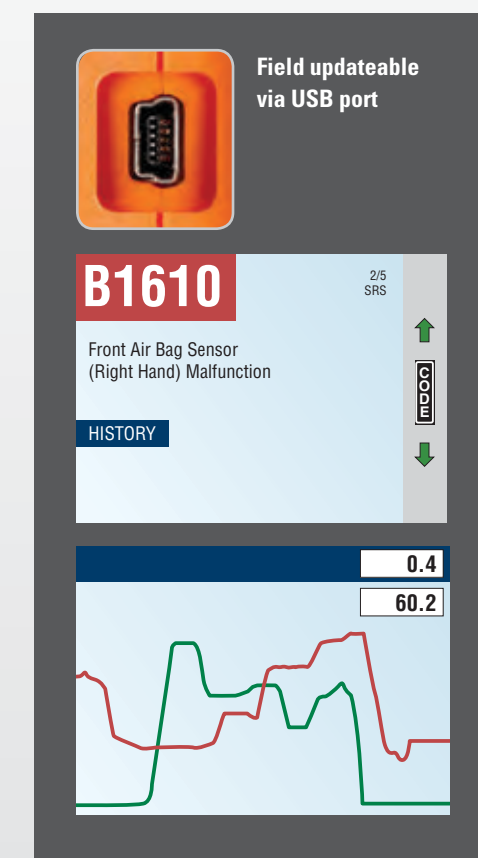 Field updateable
via USB port
B1610
2/5
SRS
Front Air Bag Sensor
(Right Hand) Malfunction
CODE
HISTORY
0.4
60.2